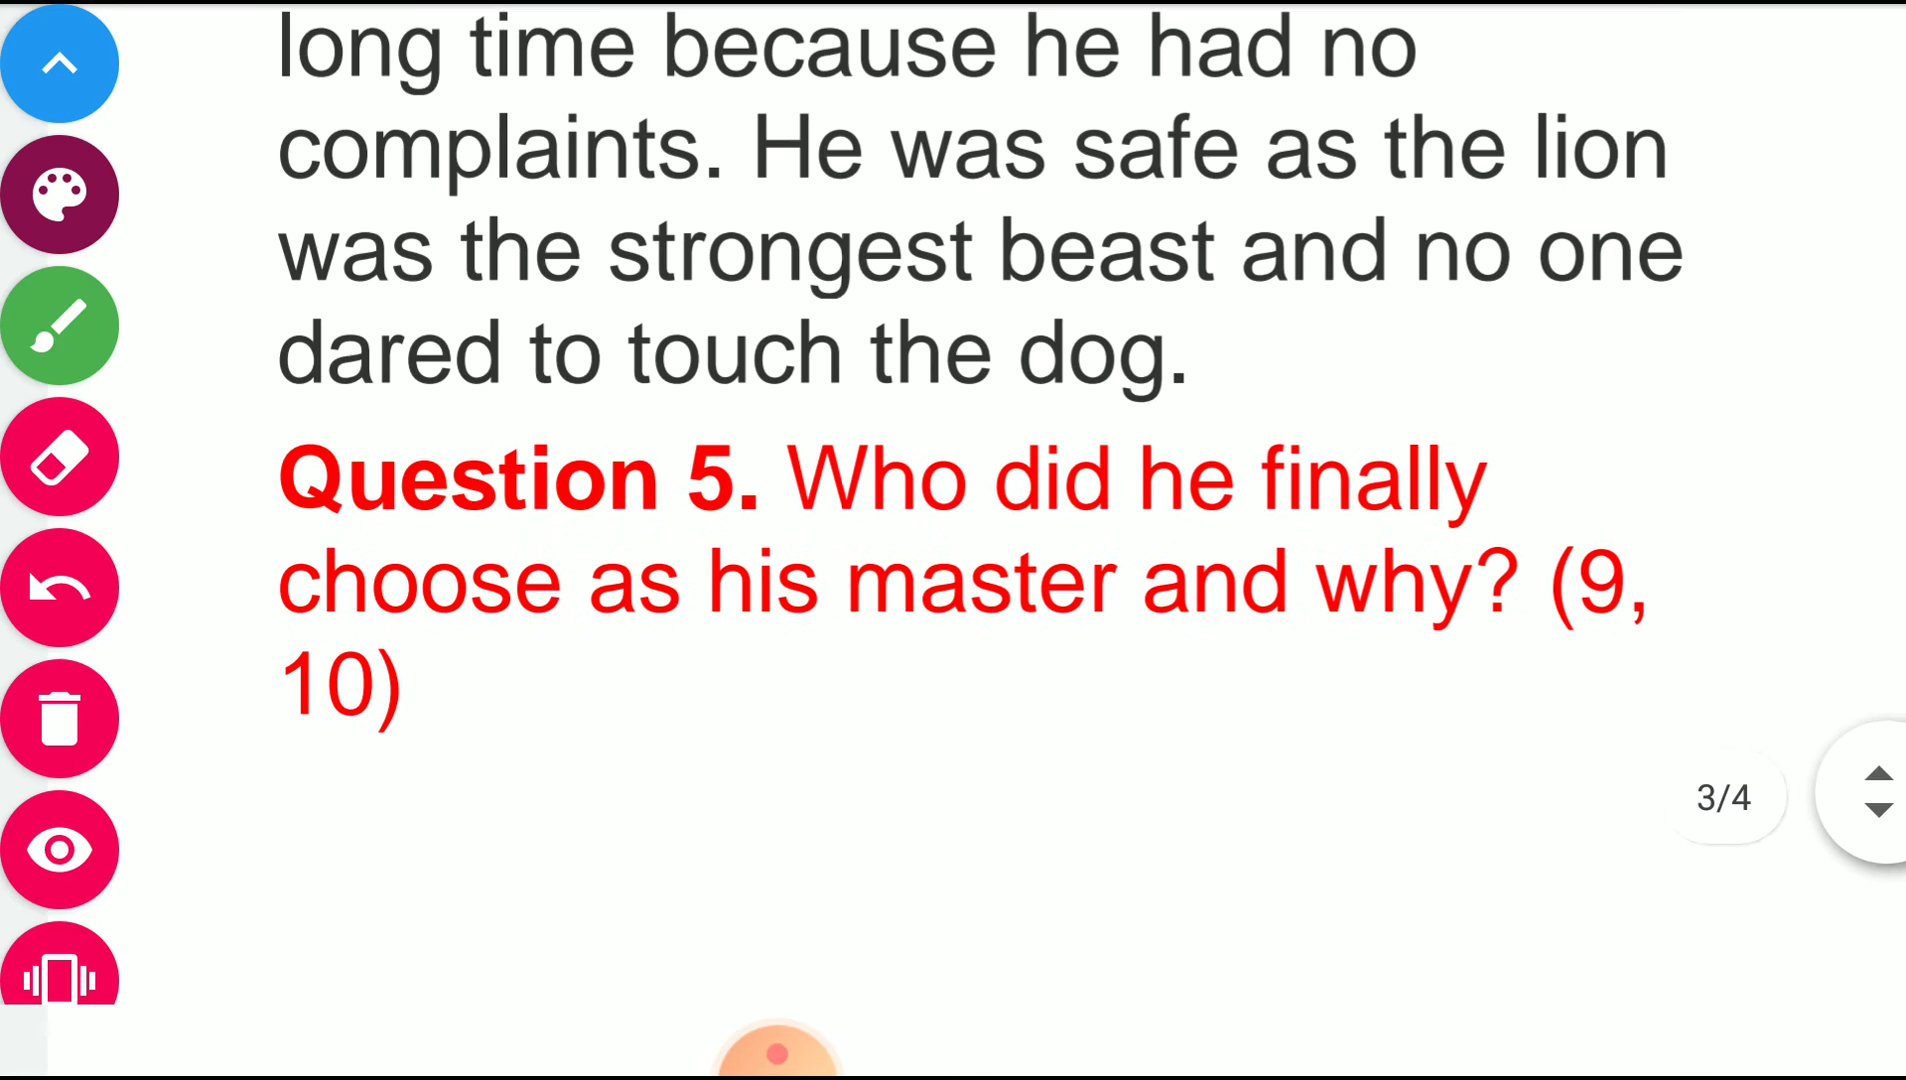 long time because he had no
complaints. He was safe as the lion
was the strongest beast and no one
dared to touch the dog.
Question 5. Who did he finally
choose as his master and why? (9,
10)
3/4